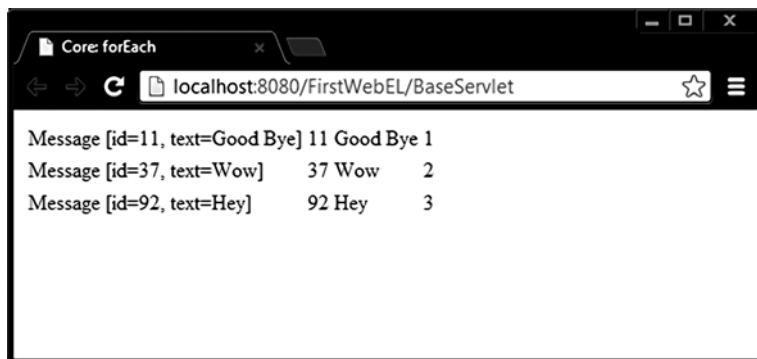 Core: forEach
localhost:8080/FirstWebEL/BaseServlet
Message [id=11, text=Good Bye] 11 Good Bye 1
Message [id=37, text=Wow] 37 Wow 2
Message [id=92, text=Hey] 92 Hey 3